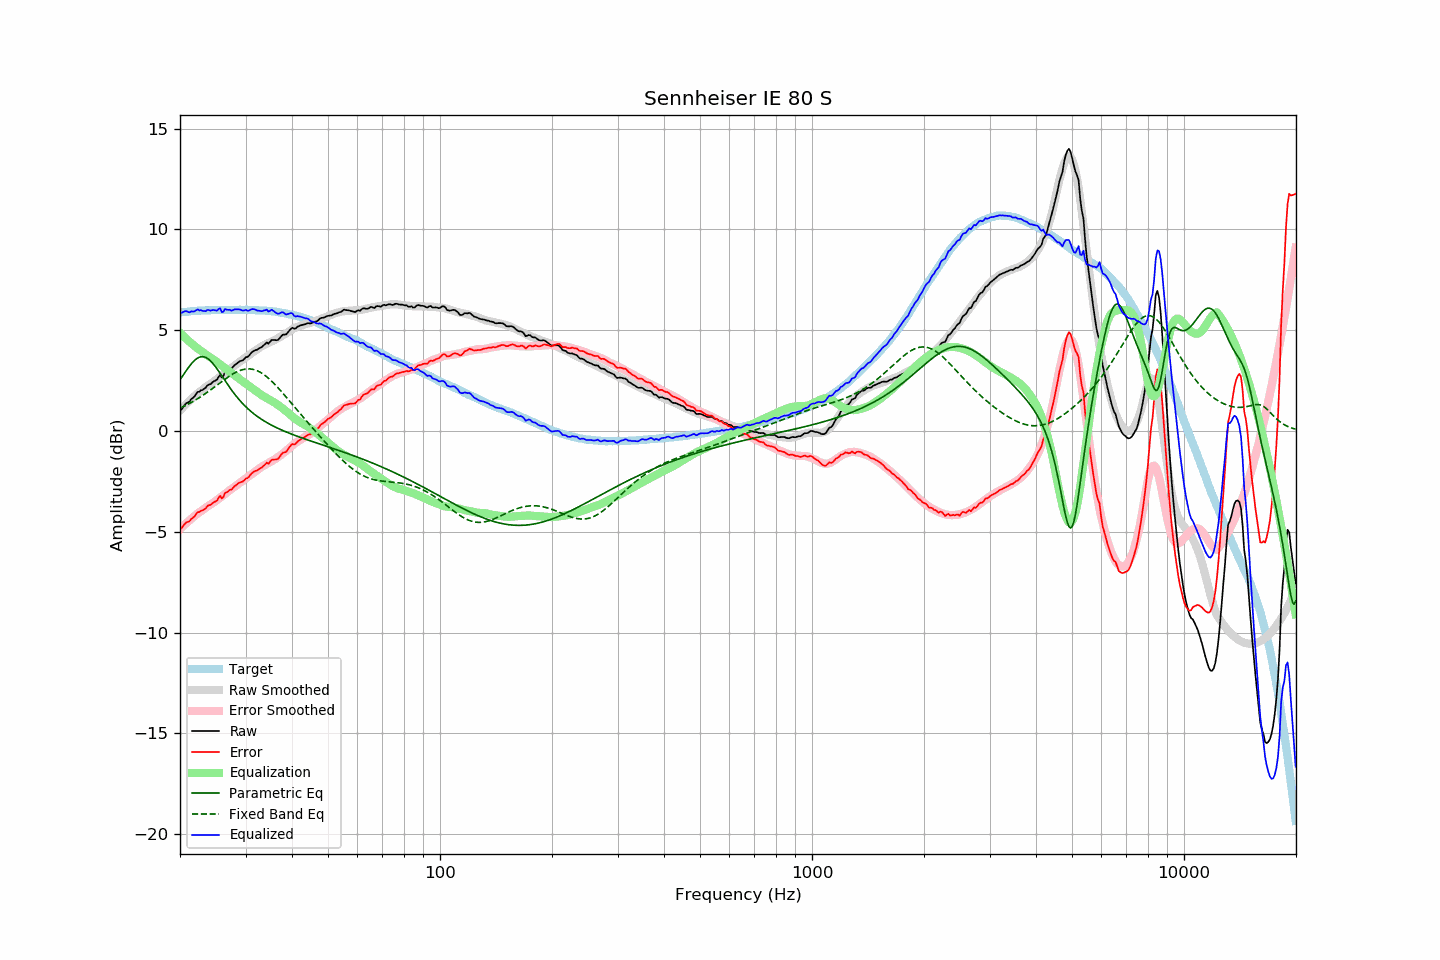 Sennheiser IE 80 S
15
10
5
0
−5
−10
−15
−20
Amplitude (dBr)
Target
Raw Smoothed
Error Smoothed
Raw
Error
Equalization
Parametric Eq
Fixed Band Eq
Equalized
100
1000
10000
Frequency (Hz)